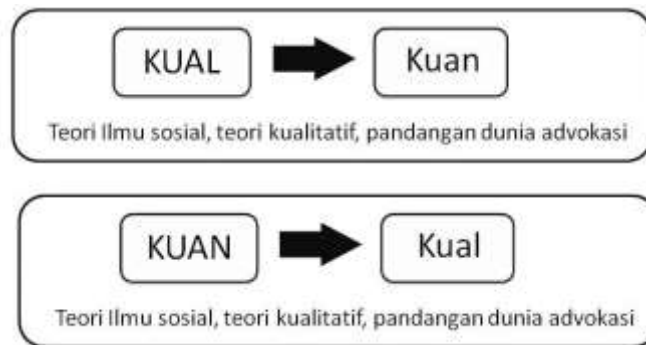 KUAL Kuan
Teori Ilmu sosial, teori kualitatif, pandangan dunia advokasi
KUAN Kual
Teori Ilmu sosial, teori kualitatif, pandangan dunia advokasi